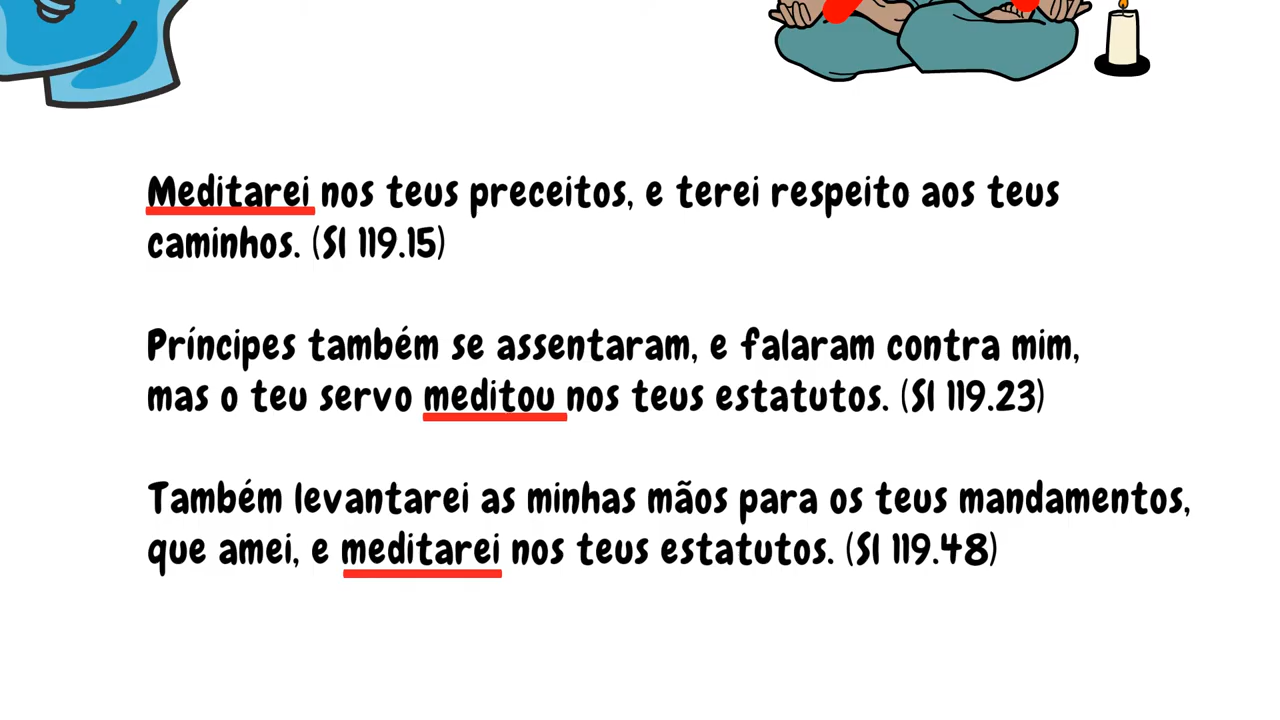 Meditarei nos teus preceitos, e terei respeito aos teus
caminhos. (Sl 119.15)
Príncipes também se assentaram, e falaram contra mim,
mas o teu servo meditou nos teus estatutos. (Sl 119.23)
Também levantarei as minhas mãos para os teus mandamentos,
que amei, e meditarei nos teus estatutos. (Sl 119.48)